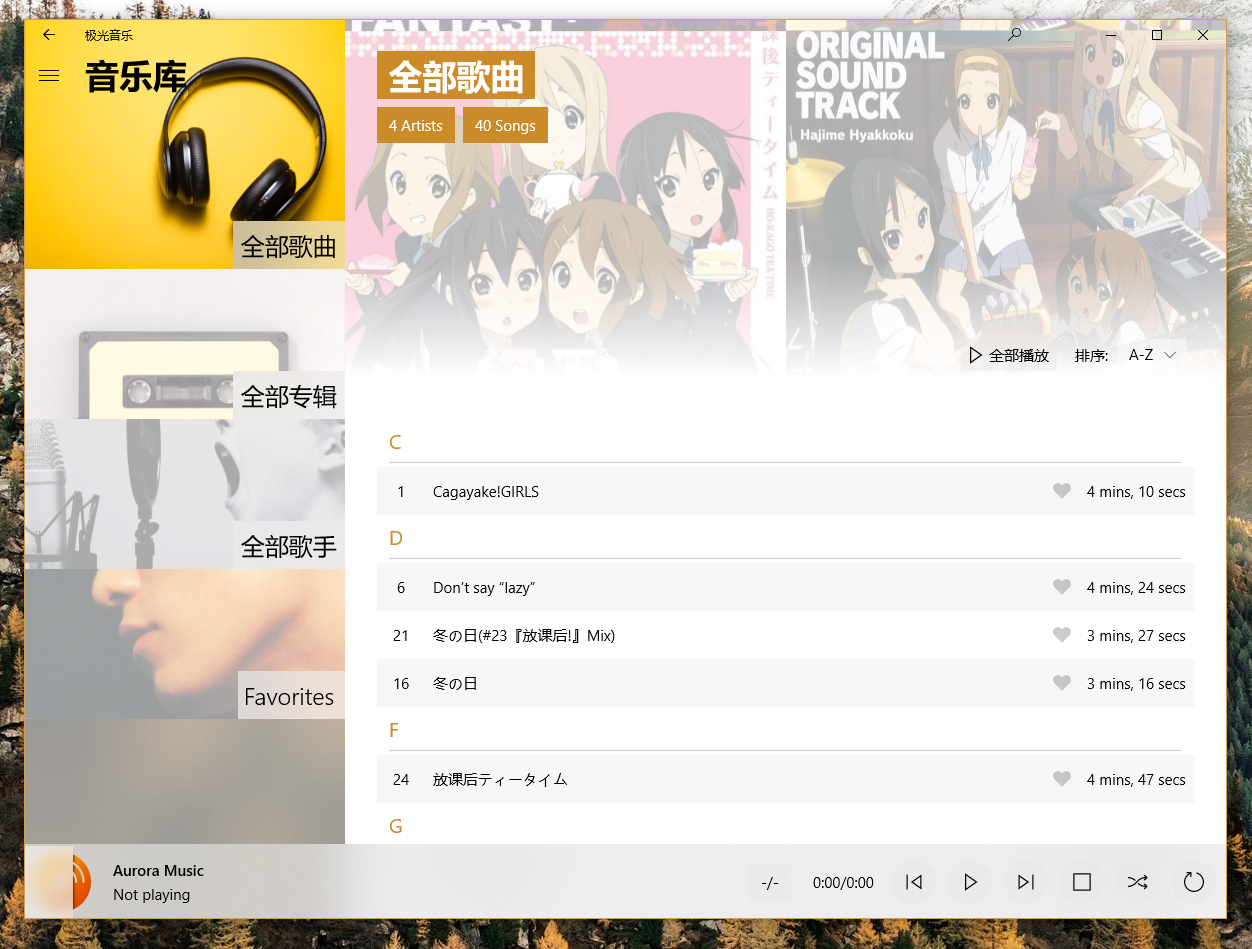 极光音乐
音乐库
全部歌曲
全部专辑
全部歌手
Favorites
FANTASY
午後ティータイム
HO-KAGO TEA TIME
ORIGINAL
SOUND
TRACK
Hajime Hyakkoku
全部歌曲
4 Artists
40 Songs
全部播放
排序:
A-Z
C
1 Cagayake!GIRLS 4 mins, 10 secs
D
6 Don’t say “lazy” 4 mins, 24 secs
21 冬の日(#23『放课后!』Mix) 3 mins, 27 secs
16 冬の日 3 mins, 16 secs
F
24 放课后ティータイム 4 mins, 47 secs
G
Aurora Music
Not playing
-/-
0:00/0:00